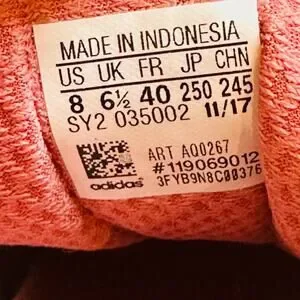 MADE IN INDONESIA
US UK FR JP CHN
8 6½ 40 250 245
SY2 035002 11/17
ART AQ0267
#119069012
adidas 3FYB9N8C00376